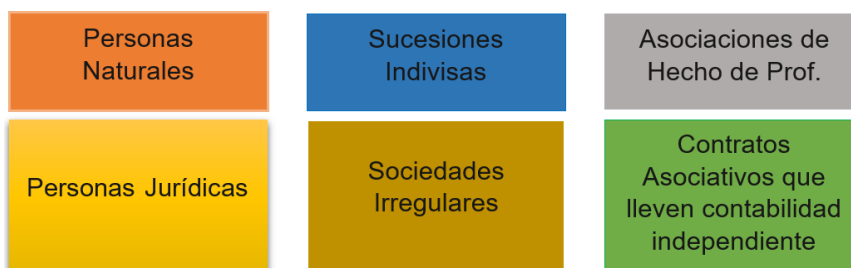 Personas
Naturales
Sucesiones
Indivisas
Asociaciones de
Hecho de Prof.
Personas Jurídicas
Sociedades
Irregulares
Contratos
Asociativos que
lleven contabilidad
independiente